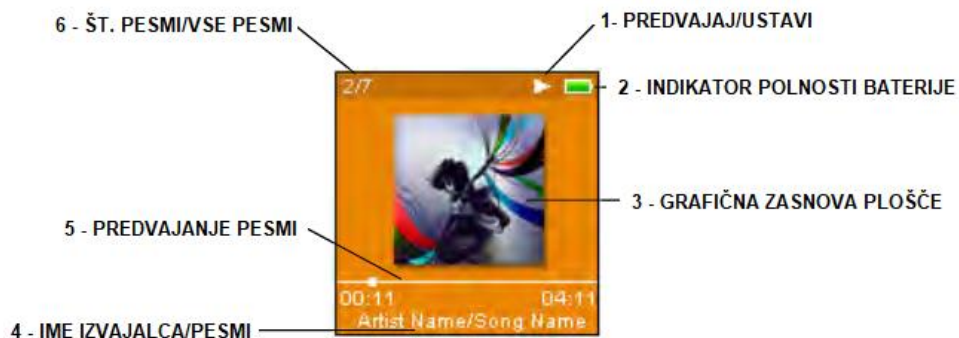 6 - ŠT. PESMI/VSE PESMI
1- PREDVAJAJ/USTAVI
2/7
2 - INDIKATOR POLNOSTI BATERIJE
3 - GRAFIČNA ZASNOVA PLOŠČE
5 - PREDVAJANJE PESMI
00:11 04:11
Artist Name/Song Name
4 - IME IZVAJALCA/PESMI